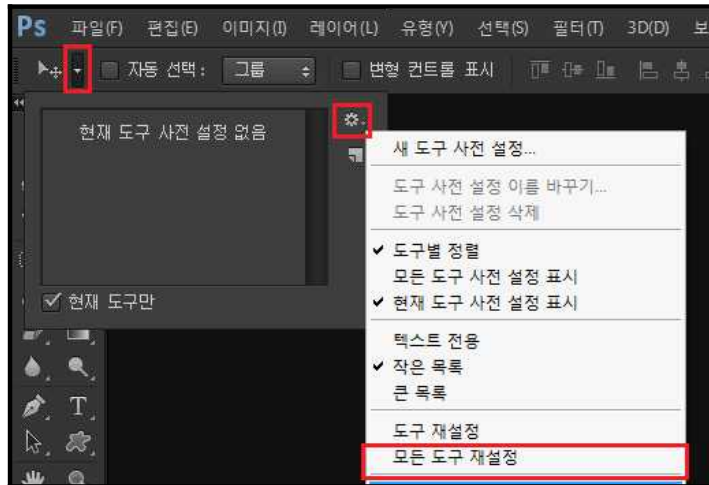 Ps 파일(F) 편집(E) 이미지(I) 레이어(L) 유형(Y) 선택(S) 필터(T) 3D(D) 보
자동 선택: 그룹 변형 컨트롤 표시
현재 도구 사전 설정 없음
현재 도구만
새 도구 사전 설정...
도구 사전 설정 이름 바꾸기...
도구 사전 설정 삭제
도구별 정렬
모든 도구 사전 설정 표시
현재 도구 사전 설정 표시
텍스트 전용
작은 목록
큰 목록
도구 재설정
모든 도구 재설정